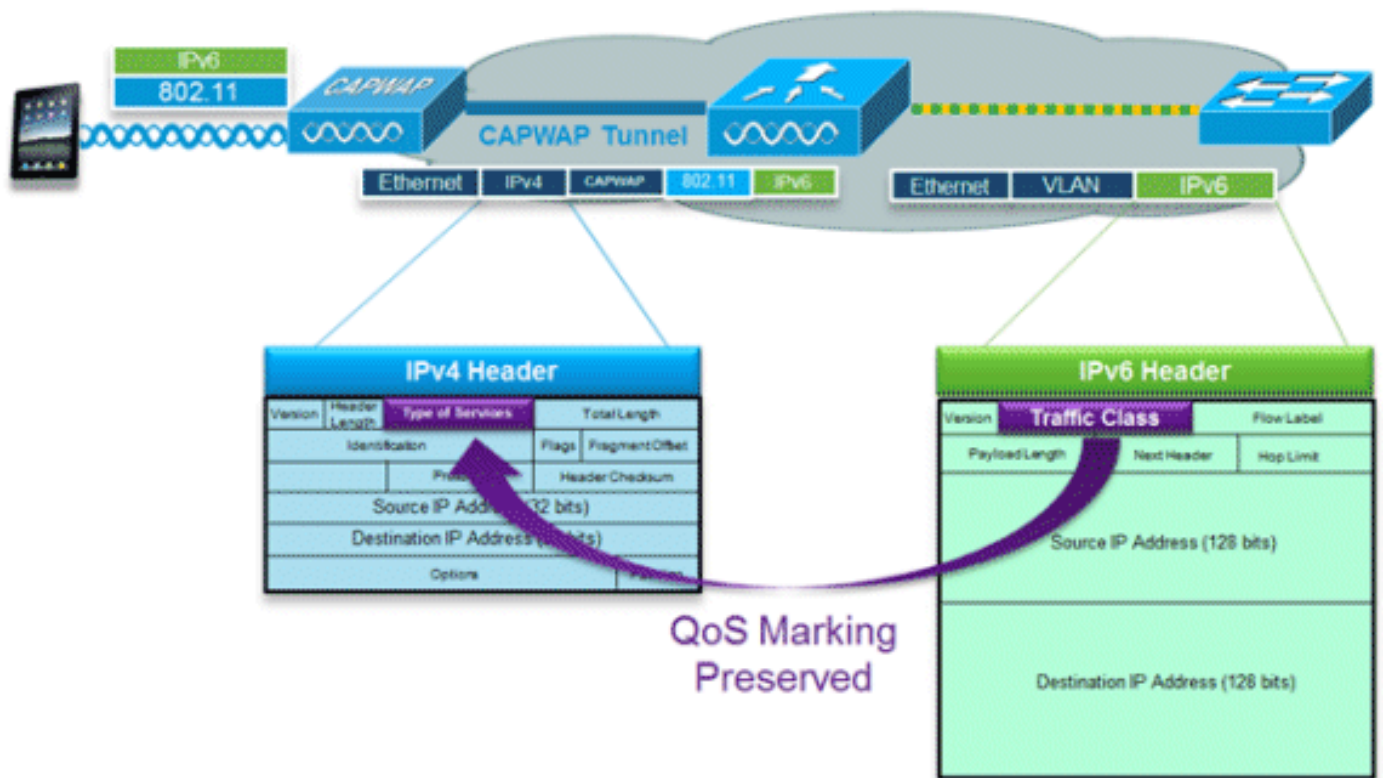 IPv6
802.11
CAPWAP
CAPWAP Tunnel
Ethernet IPv4 CAPWAP 802.11 IPv6
Ethernet VLAN IPv6
IPv4 Header
Version Header Length Type of Services Total Length
Identification Flags Fragment Offset
Header Checksum
Source IP Address (32 bits)
Destination IP Address bits)
Options
IPv6 Header
Version Traffic Class Flow Label
Payload Length Next Header Hop Limit
Source IP Address (128 bits)
Destination IP Address (128 bits)
QoS Marking
Preserved